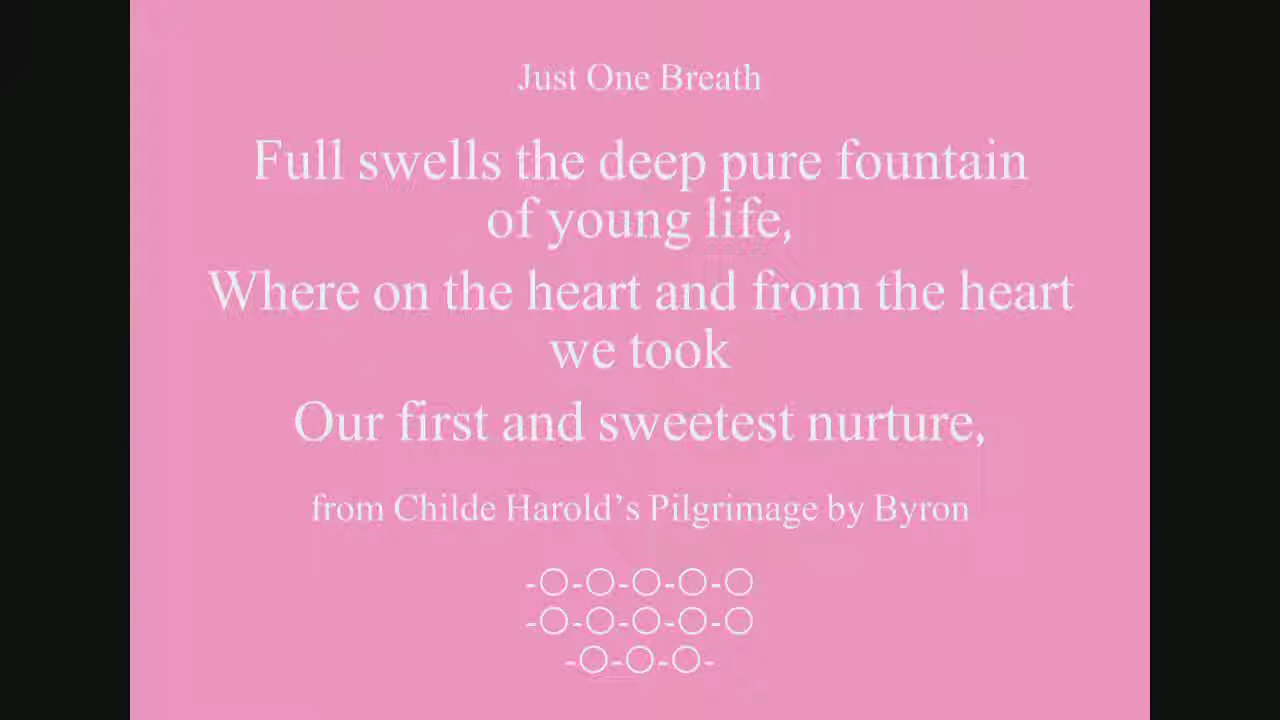 Just One Breath
Full swells the deep pure fountain
of young life,
Where on the heart and from the heart
we took
Our first and sweetest nurture,
from Childe Harold’s Pilgrimage by Byron
-○-○-○-○-○
-○-○-○-○-○
-○-○-○-